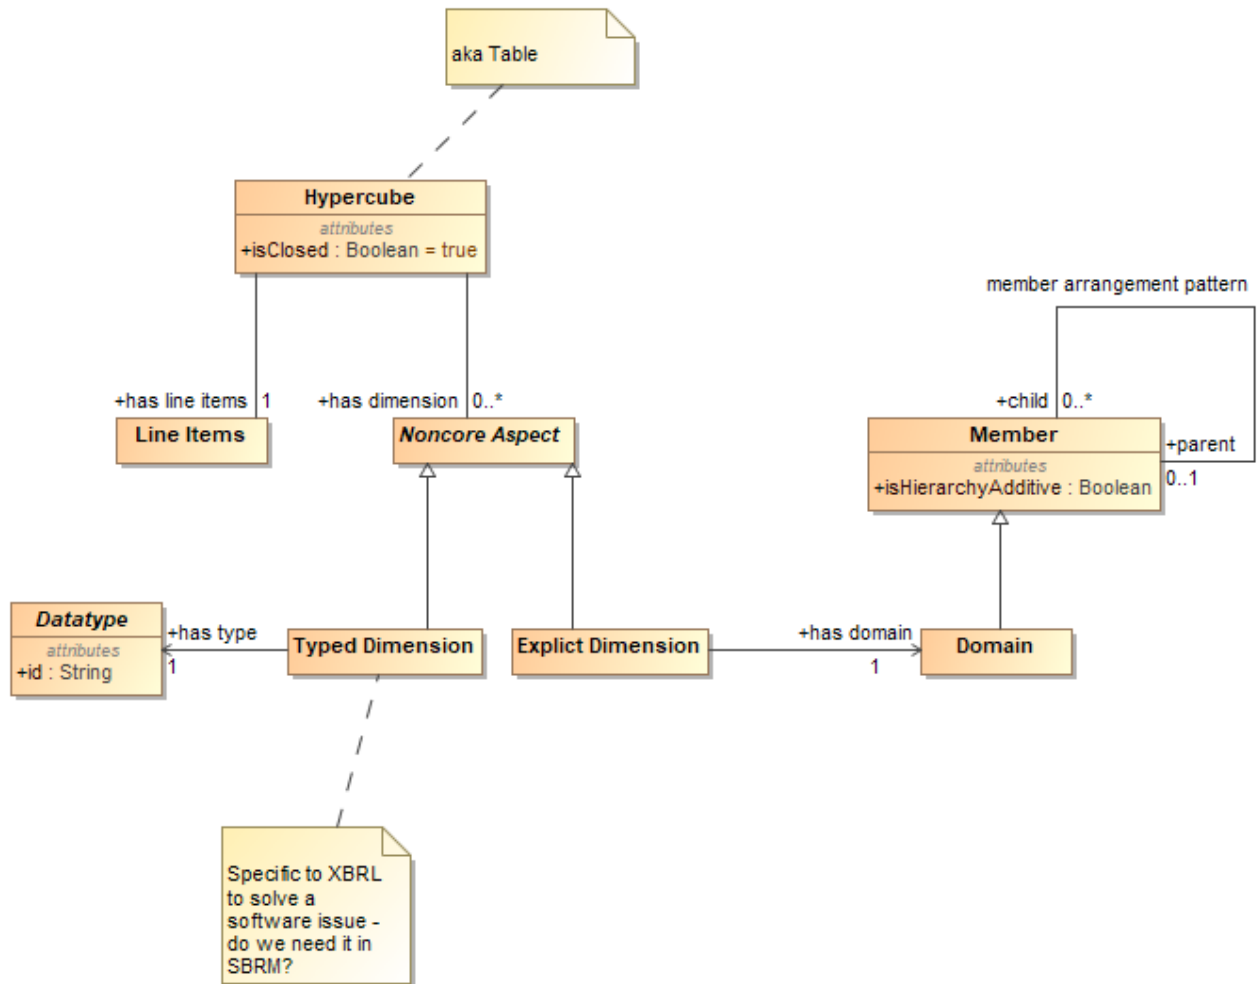 aka Table
Hypercube
attributes
+isClosed : Boolean = true
member arrangement pattern
+has line items 1
+has dimension 0..*
+child 0..*
Line Items
Noncore Aspect
Member
attributes
+isHierarchyAdditive : Boolean
+parent
0..1
Datatype
attributes
+id : String
+has type
1
Typed Dimension
Explict Dimension
+has domain
1
Domain
Specific to XBRL
to solve a
software issue -
do we need it in
SBRM?